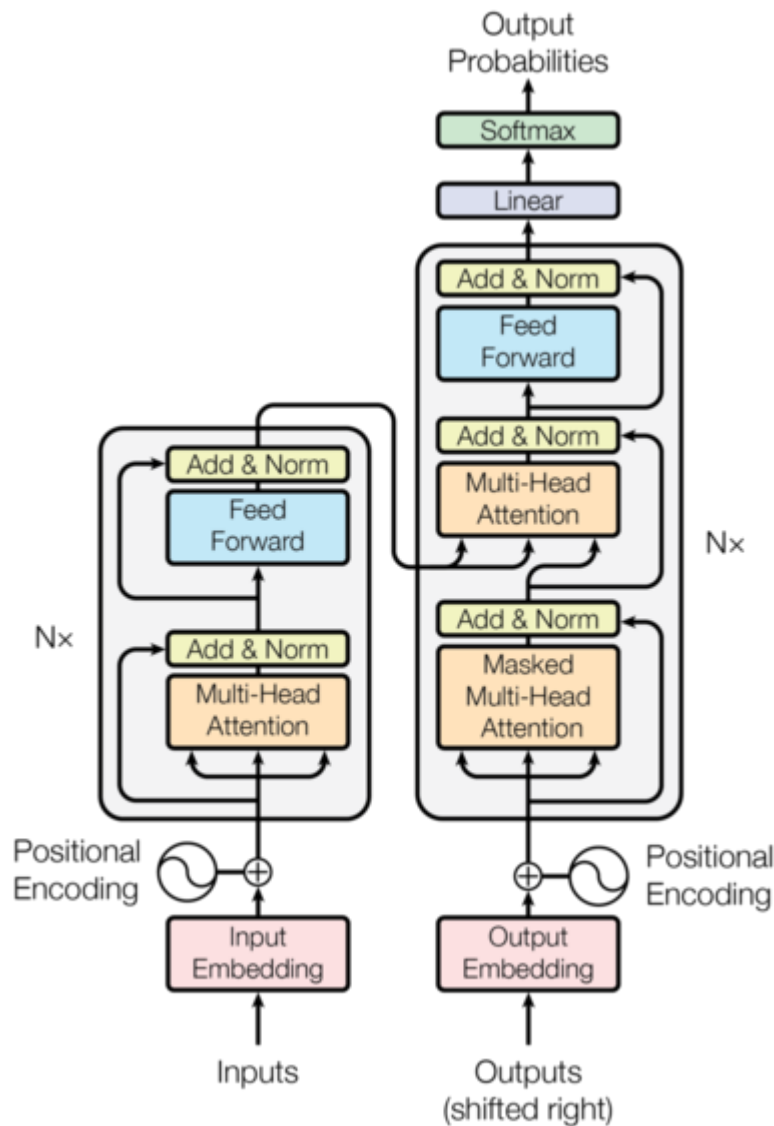 Output
Probabilities
Softmax
Linear
Add & Norm
Feed
Forward
Add & Norm
Multi-Head
Attention
Nx
Add & Norm
Masked
Multi-Head
Attention
Add & Norm
Feed
Forward
Nx
Add & Norm
Multi-Head
Attention
Positional
Encoding
Positional
Encoding
Input
Embedding
Output
Embedding
Inputs
Outputs
(shifted right)